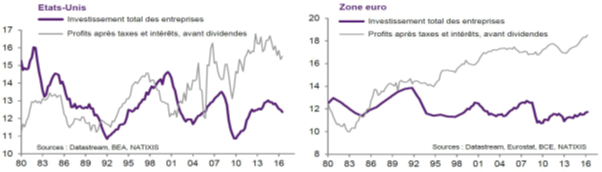 Etats-Unis
Investissement total des entreprises
Profits après taxes et intérêts, avant dividendes
17
16
15
14
13
12
11
10
80 83 86 89 92 95 98 01 04 07 10 13 16
Sources : Datastream, BEA, NATIXIS
Zone euro
Investissement total des entreprises
Profits après taxes et intérêts, avant dividendes
20
18
16
14
12
10
8
80 83 86 89 92 95 98 01 04 07 10 13 16
Sources : Datastream, Eurostat, BCE, NATIXIS